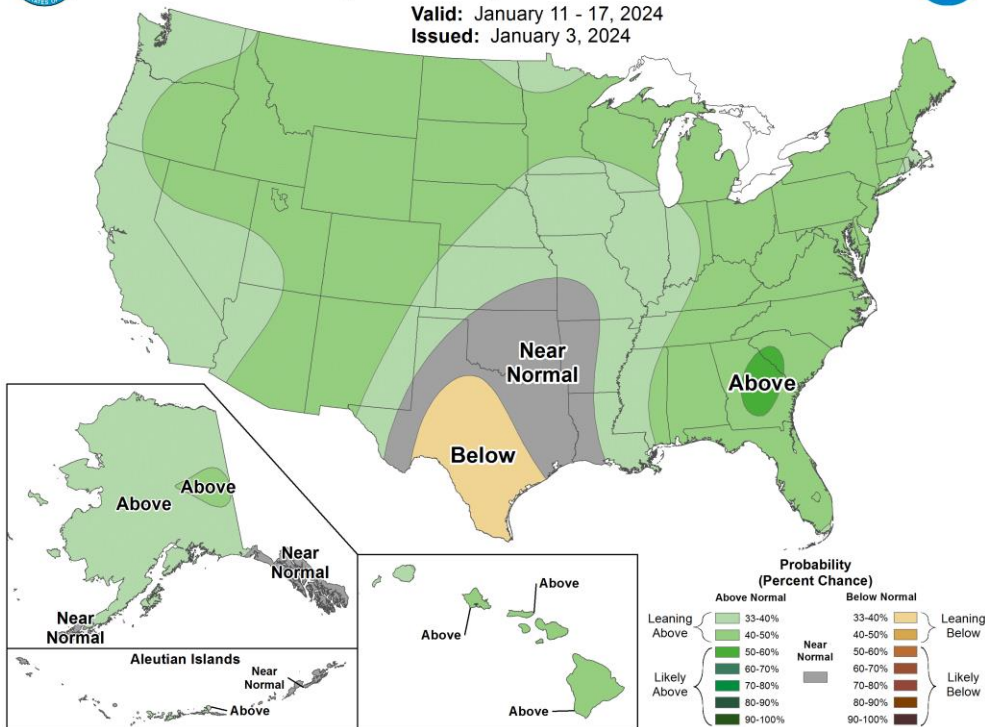 Valid: January 11 - 17, 2024
Issued: January 3, 2024
Near
Normal
Above
Below
Above
Above
Near
Normal
Near
Normal
Aleutian Islands
Near
Normal
Above
Above
Above
Above
Probability
(Percent Chance)
Above Normal
Below Normal
Leaning
Above
33-40%
40-50%
Likely
Above
50-60%
60-70%
70-80%
80-90%
90-100%
Near
Normal
33-40%
40-50%
Leaning
Below
50-60%
60-70%
70-80%
80-90%
90-100%
Likely
Below